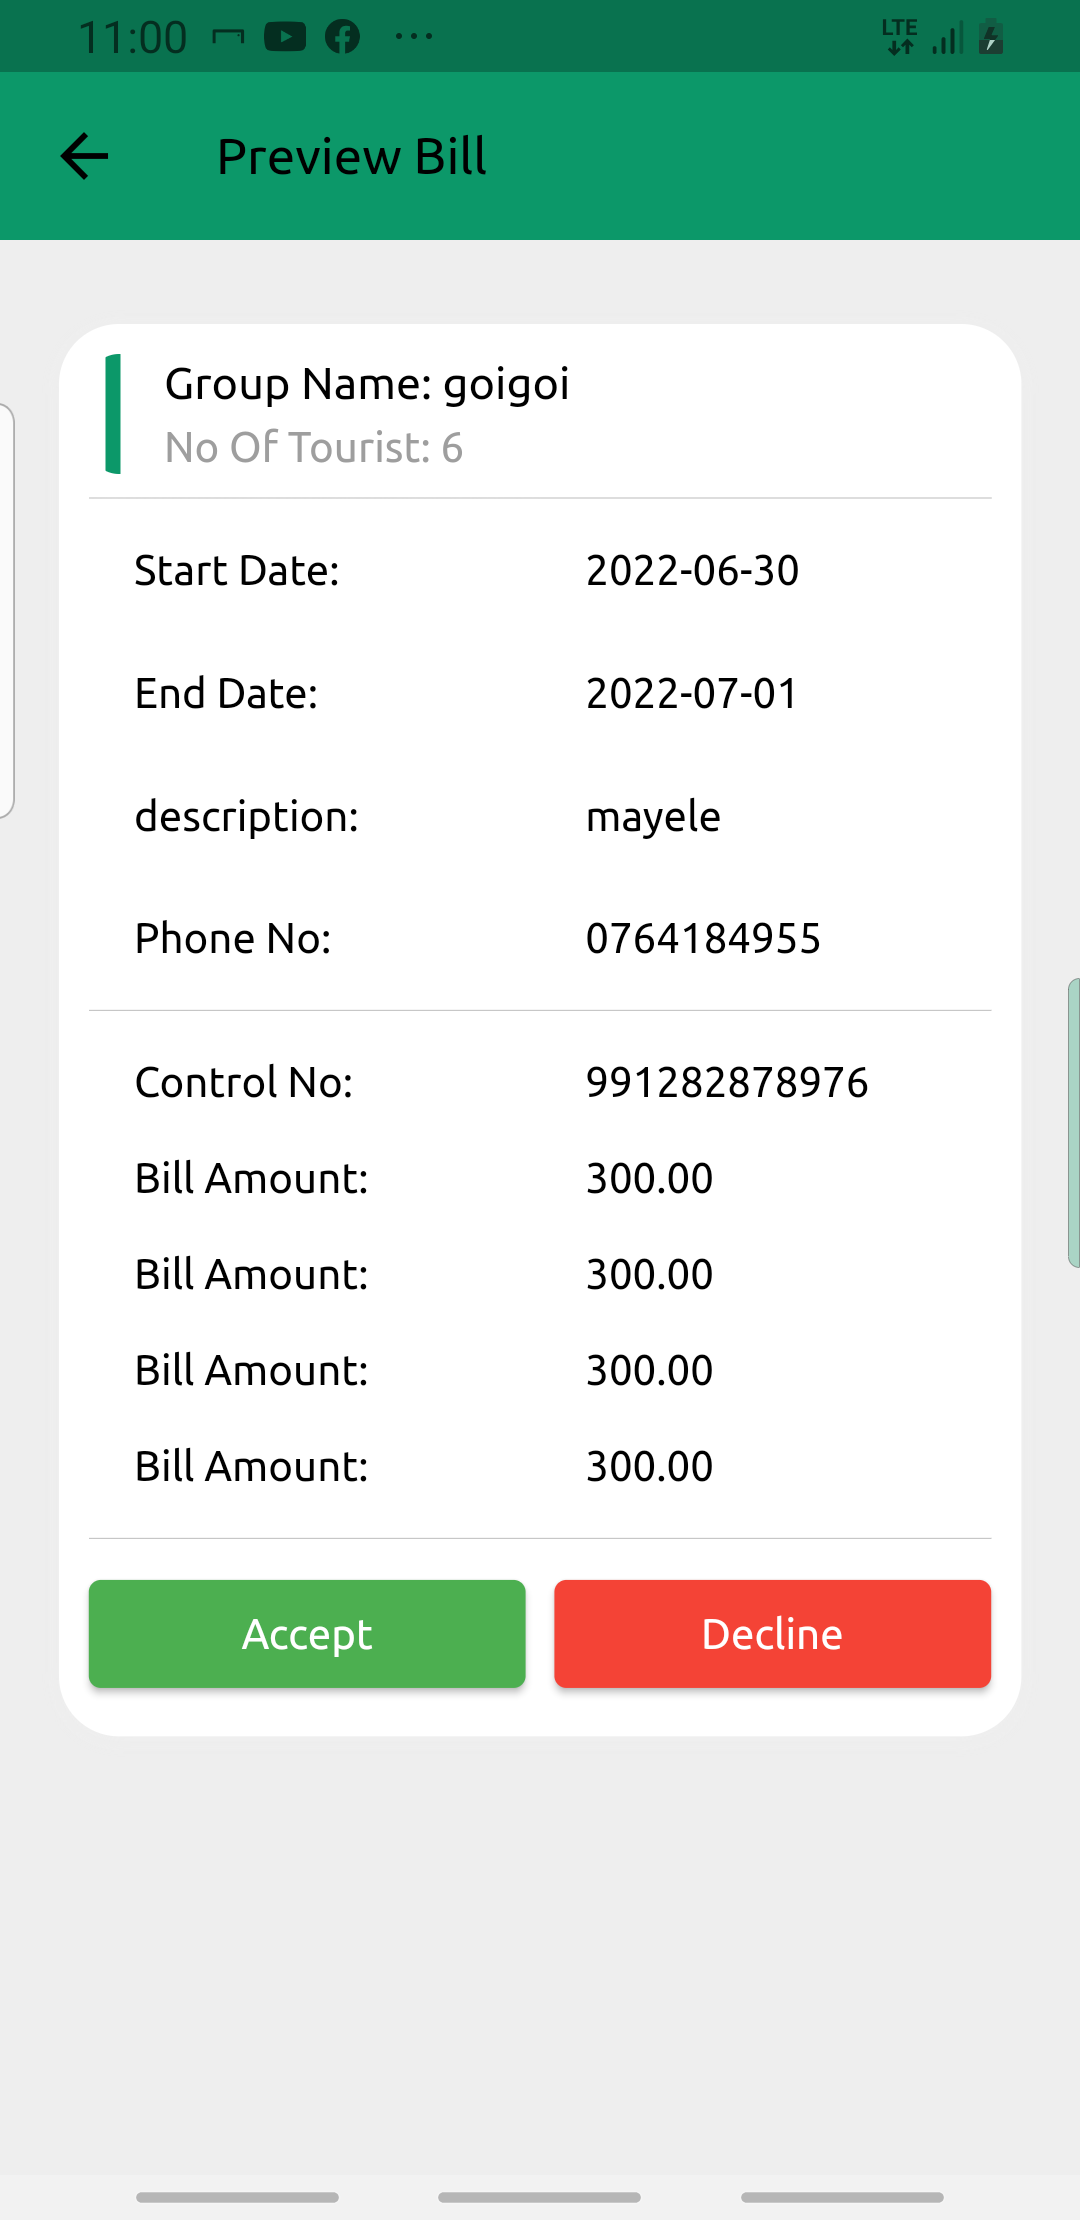 11:00 LTE
Preview Bill
Group Name: goigoi
No Of Tourist: 6
Start Date: 2022-06-30
End Date: 2022-07-01
description: mayele
Phone No: 0764184955
Control No: 991282878976
Bill Amount: 300.00
Bill Amount: 300.00
Bill Amount: 300.00
Bill Amount: 300.00
Accept Decline